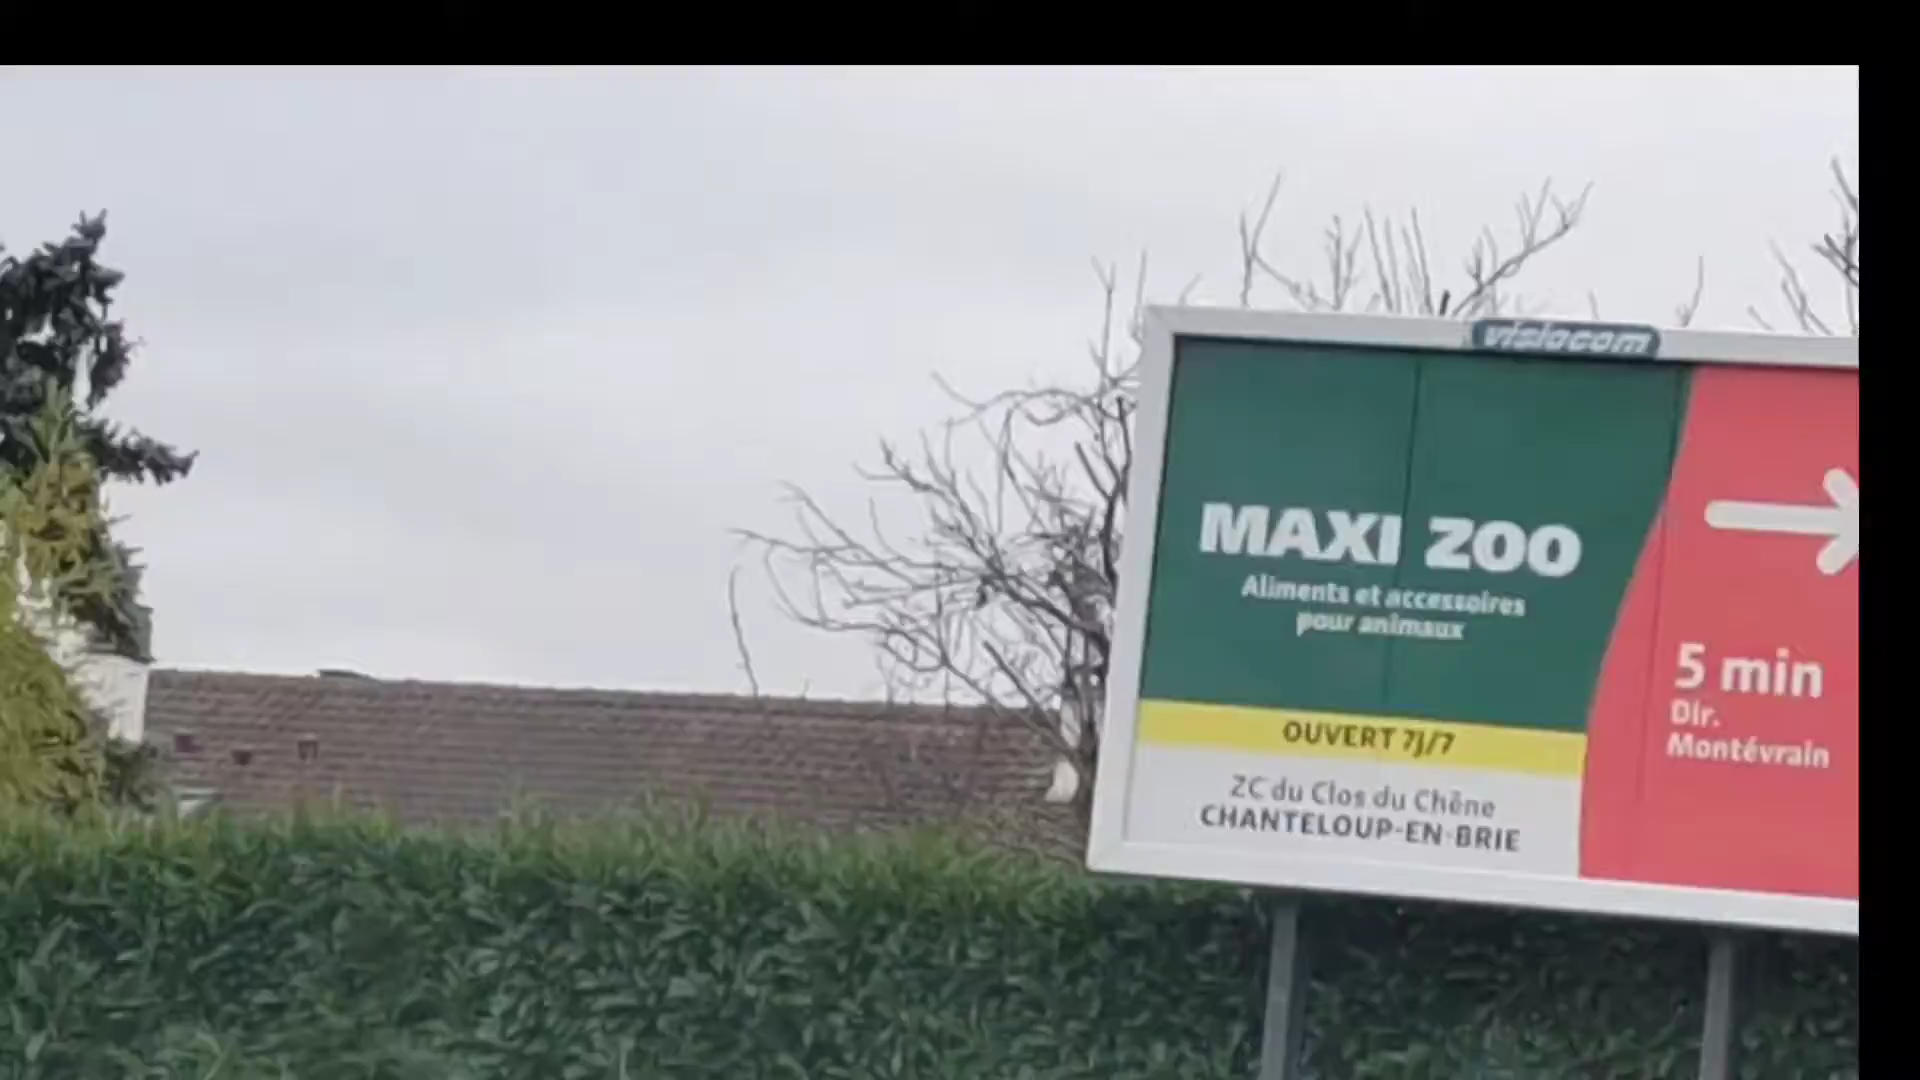 visiocom
MAXI ZOO
Aliments et accessoires
pour animaux
OUVERT 7J/7
ZC du Clos du Chêne
CHANTELOUP-EN-BRIE
5 min
Dir.
Montévrain